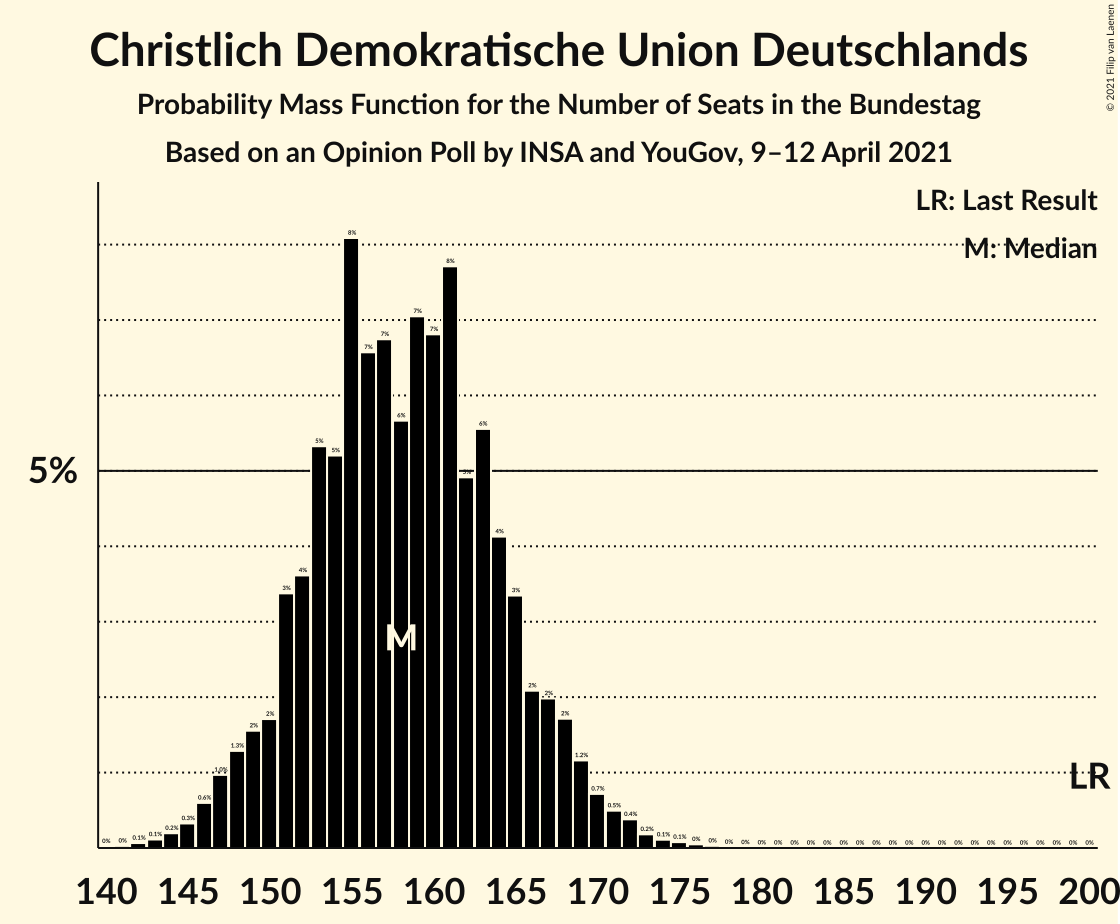 Christlich Demokratische Union Deutschlands
Probability Mass Function for the Number of Seats in the Bundestag
Based on an Opinion Poll by INSA and YouGov, 9–12 April 2021
© 2021 Filip van Laenen
LR: Last Result
M: Median
5%
0% 0% 0.1% 0.1% 0.2% 0.3% 0.6% 1.0% 1.3% 2% 2% 3% 4% 5% 5% 8% 7% 7% 6% 7% 7% 8% 5% 6% 4% 3% 2% 2% 2% 1.2% 0.7% 0.5% 0.4% 0.2% 0.1% 0.1% 0% 0% 0% 0% 0% 0% 0% 0% 0% 0% 0% 0% 0% 0% 0% 0% 0% 0% 0% 0% 0% 0% 0% 0% 0%
M
LR
140 145 150 155 160 165 170 175 180 185 190 195 200